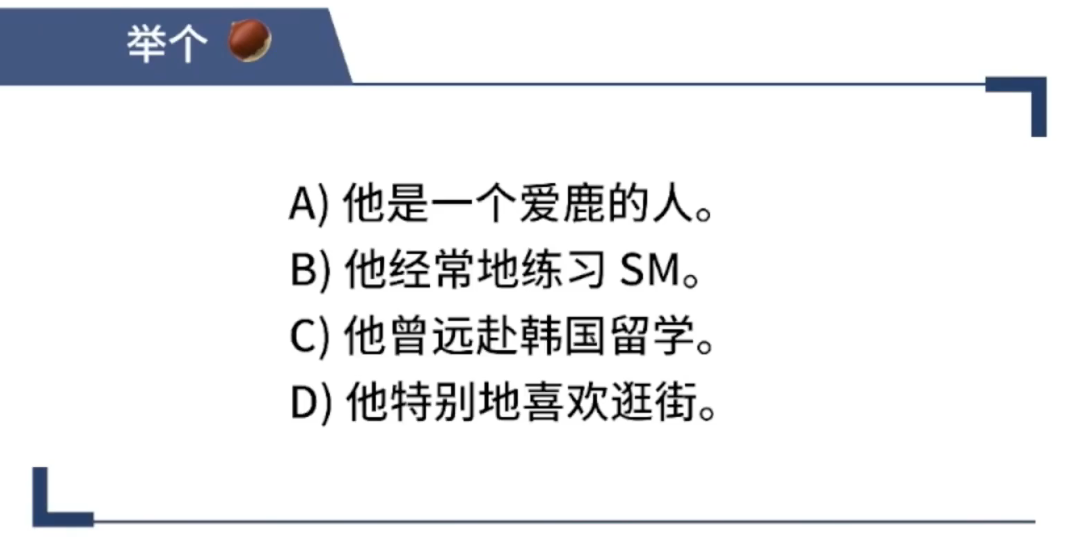 举个
A) 他是一个爱鹿的人。
B) 他经常地练习 SM。
C) 他曾远赴韩国留学。
D) 他特别地喜欢逛街。